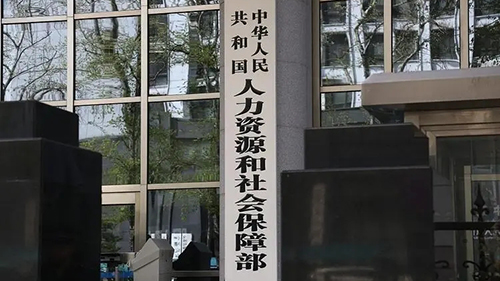 中华人民
共和国
人力资源和社会保障部